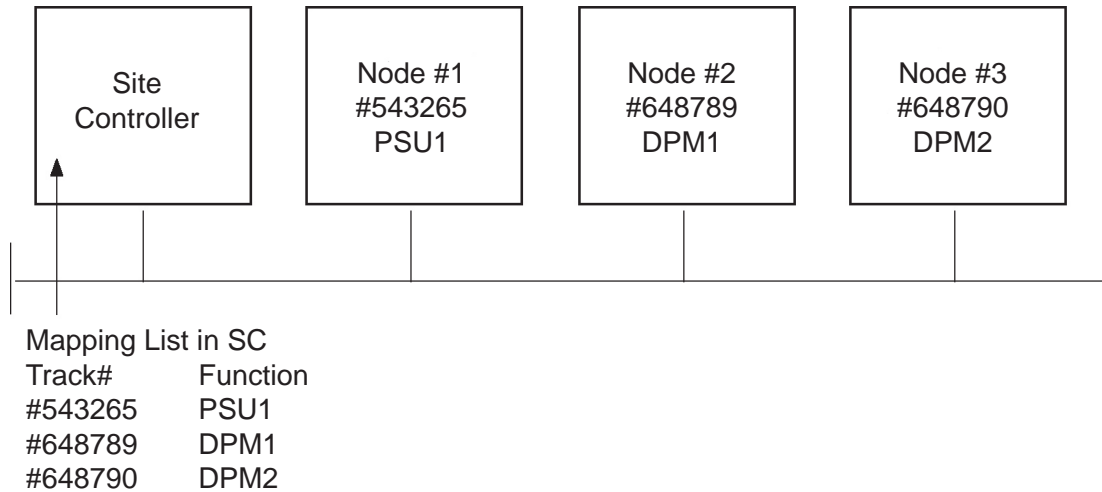 Site
Controller
Node #1
#543265
PSU1
Node #2
#648789
DPM1
Node #3
#648790
DPM2
Mapping List in SC
Track# Function
#543265 PSU1
#648789 DPM1
#648790 DPM2